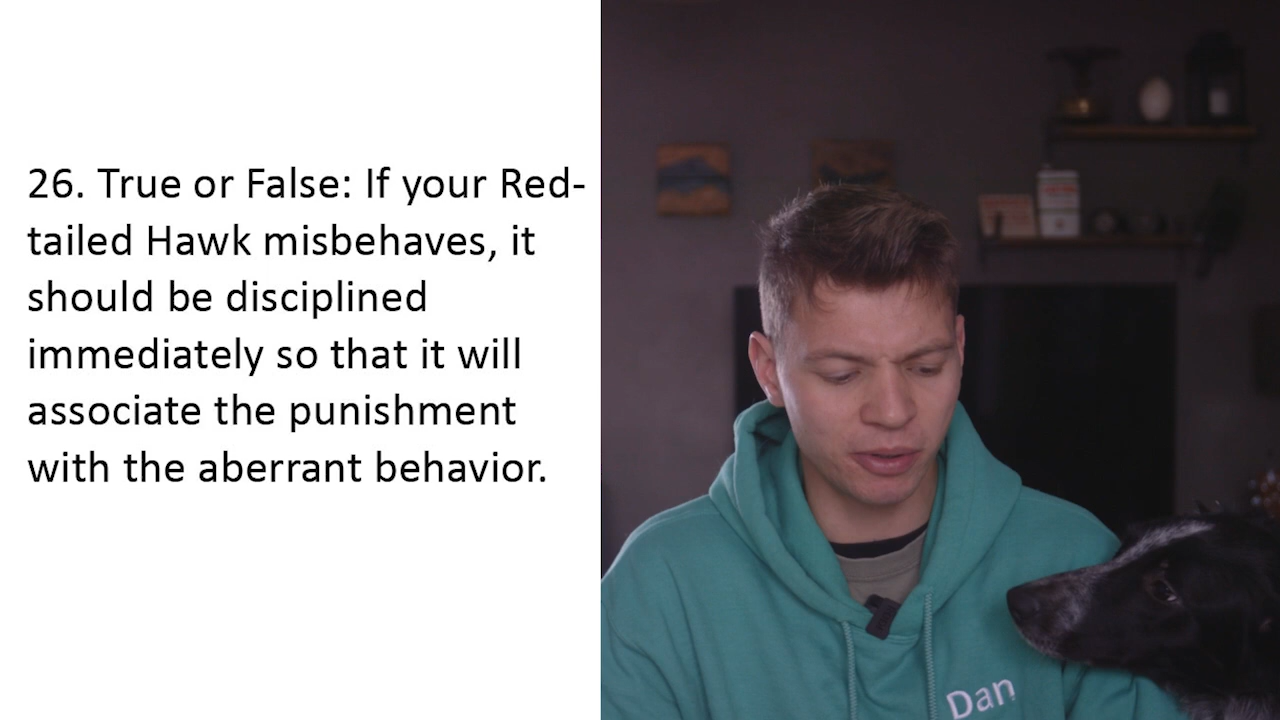 26. True or False: If your Red-
tailed Hawk misbehaves, it
should be disciplined
immediately so that it will
associate the punishment
with the aberrant behavior.
Dan